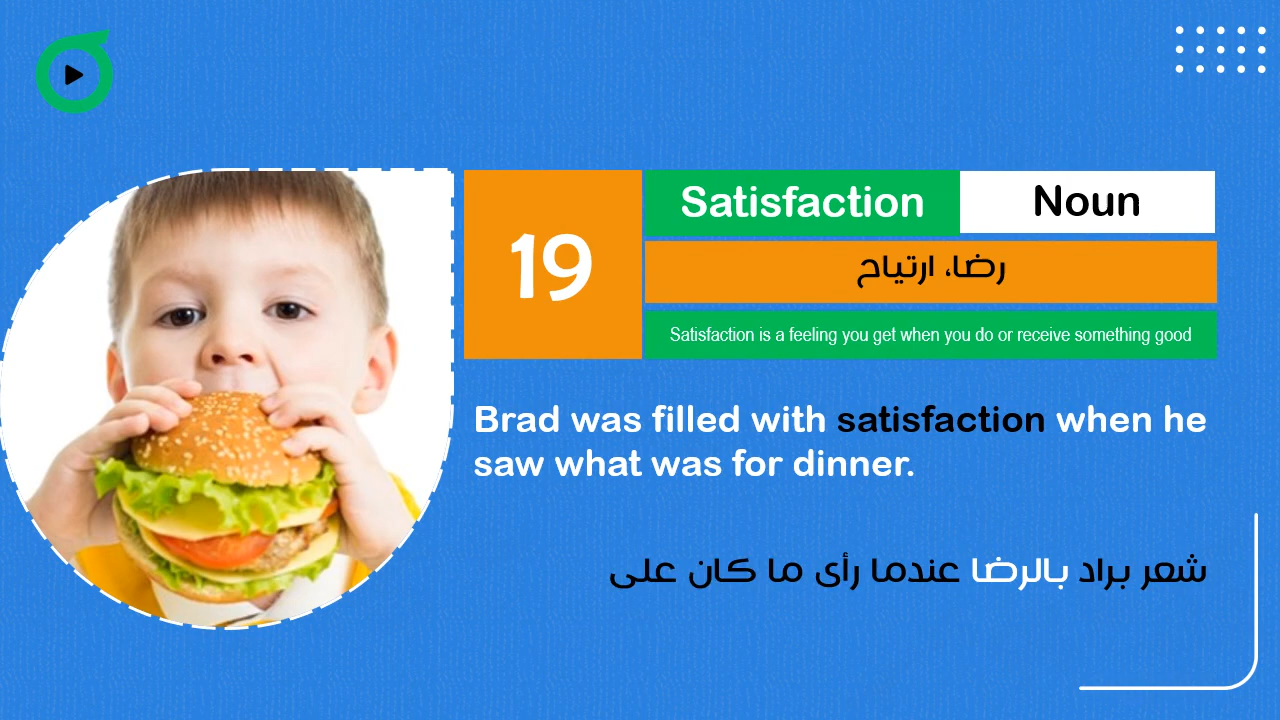 19
Satisfaction
Noun
رضا، ارتياح
Satisfaction is a feeling you get when you do or receive something good
Brad was filled with satisfaction when he
saw what was for dinner.
شعر براد بالرضا عندما رأى ما كان على